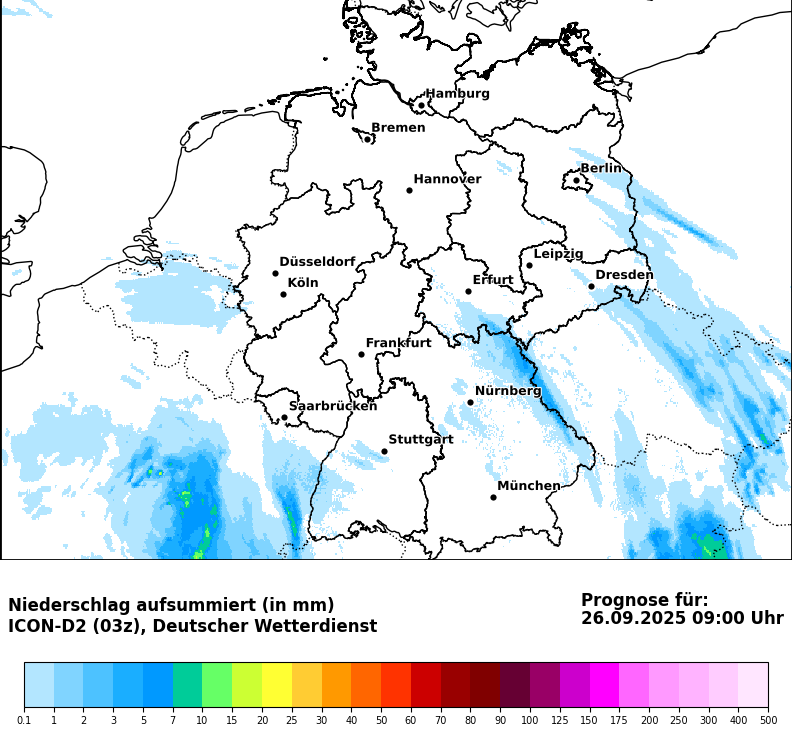 Hamburg
Bremen
Berlin
Hannover
Leipzig
Düsseldorf
Dresden
Köln
Erfurt
Frankfurt
Nürnberg
Saarbrücken
Stuttgart
München
Niederschlag aufsummiert (in mm)
ICON-D2 (03z), Deutscher Wetterdienst
Prognose für:
26.09.2025 09:00 Uhr
0.1 1 2 3 5 7 10 15 20 25 30 40 50 60 70 80 90 100 125 150 175 200 250 300 400 500